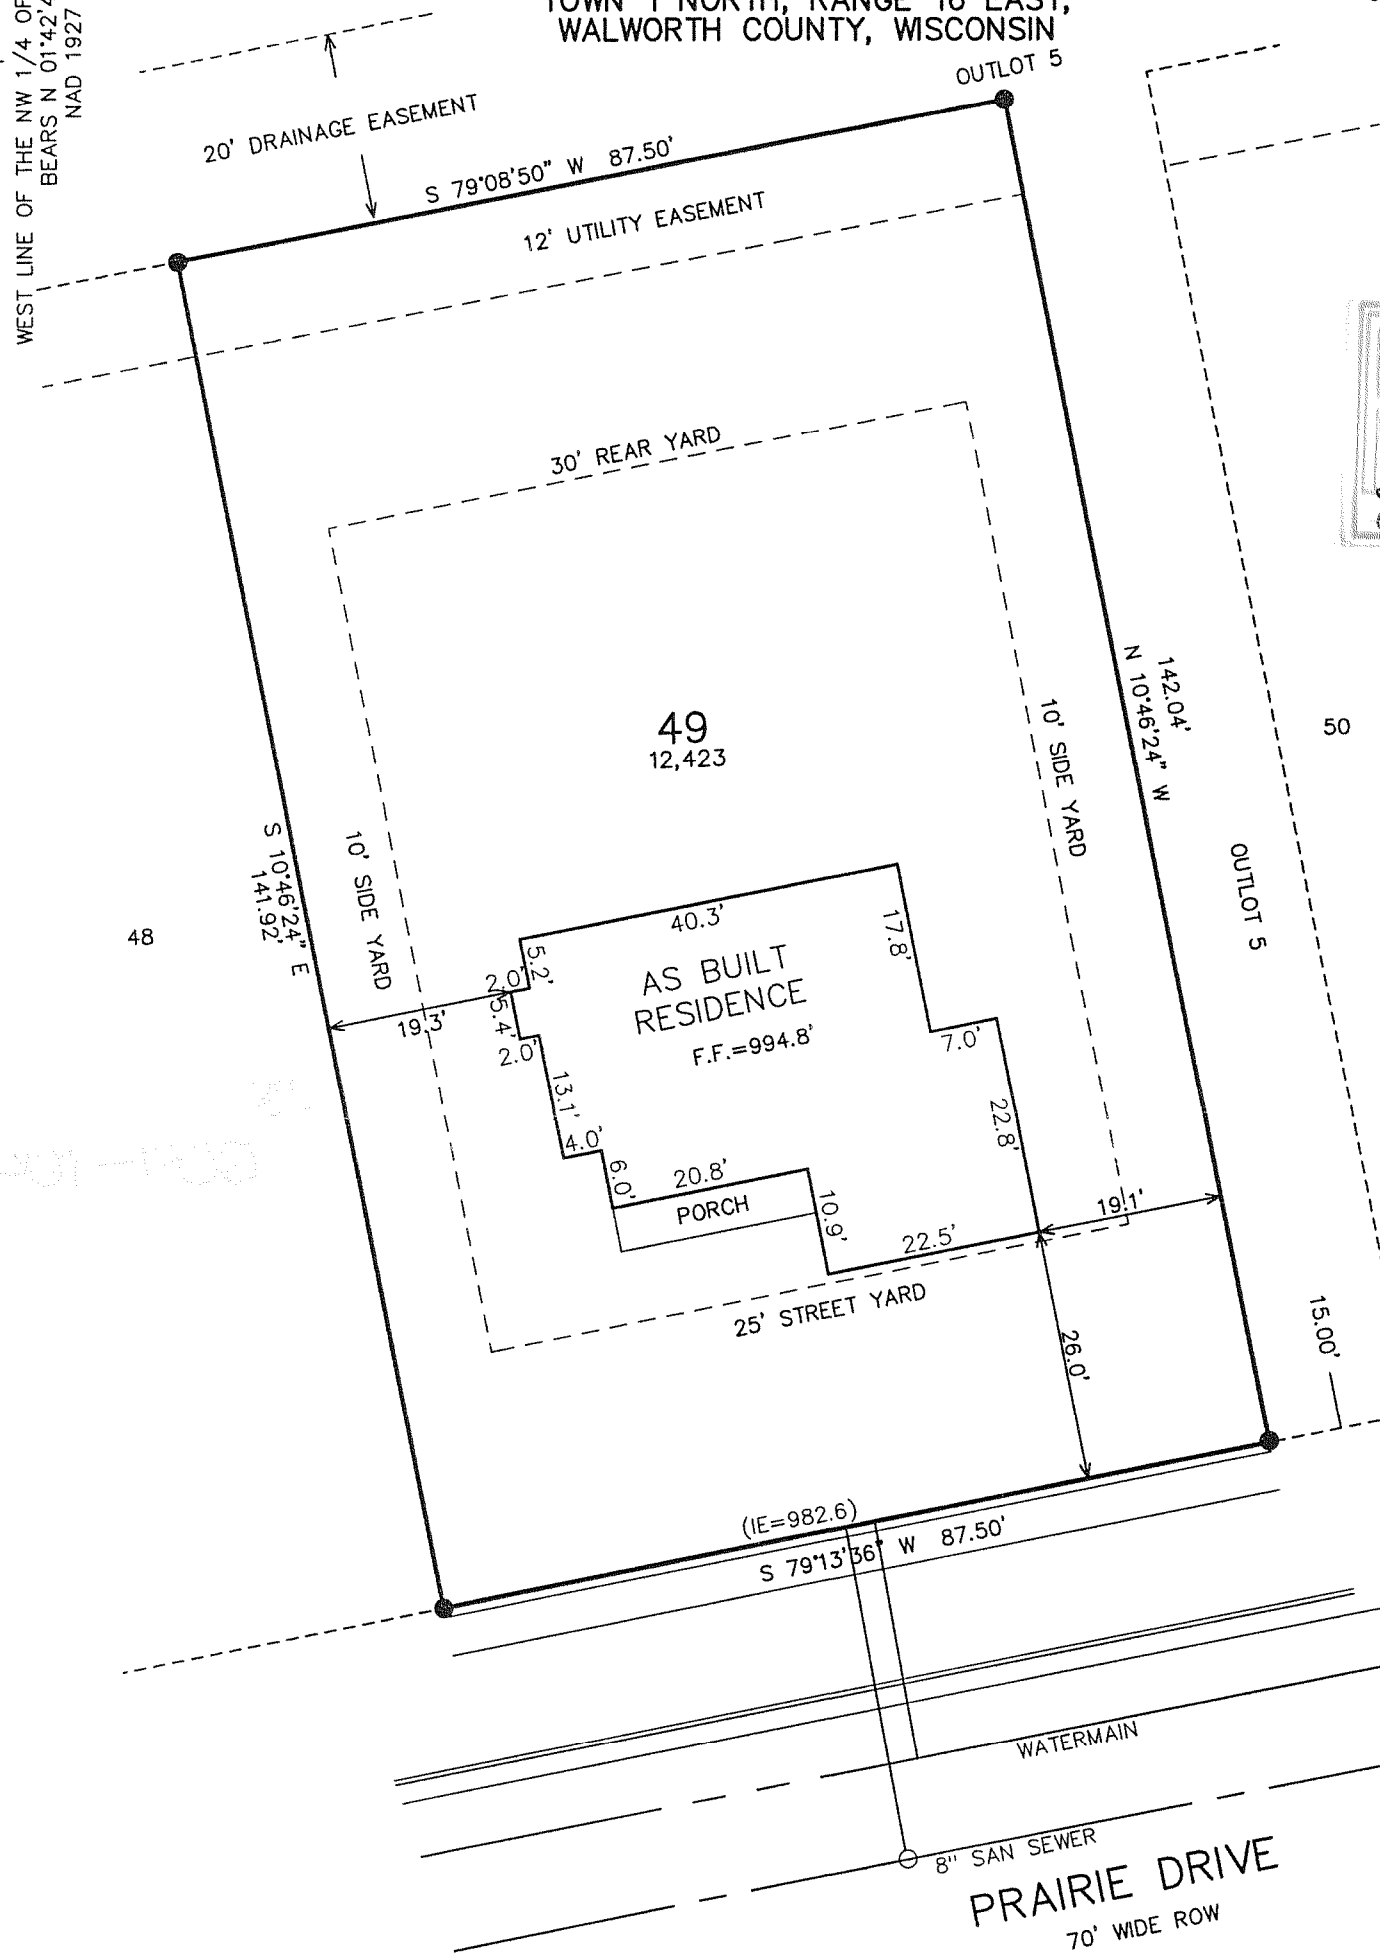 TOWN 1 NORTH, RANGE 18 EAST,
WALWORTH COUNTY, WISCONSIN
WEST LINE OF THE NW 1/4 OF
BEARS N 01°42'
NAD 1927
OUTLOT 5
20' DRAINAGE EASEMENT
S 79°08'50" W 87.50'
12' UTILITY EASEMENT
30' REAR YARD
49
12,423
10' SIDE YARD
142.04'
N 10°46'24" W
50
OUTLOT 5
48
S 10°46'24" E
141.92'
10' SIDE YARD
40.3'
17.8'
5.2'
2.0'
5.4'
2.0'
19.3'
AS BUILT
RESIDENCE
F.F.=994.8'
7.0'
13.1'
22.8'
4.0'
6.0'
20.8'
PORCH
10.9'
22.5'
19.1'
25' STREET YARD
26.0'
15.00'
(IE=982.6)
S 79°13'36" W 87.50'
WATERMAIN
8" SAN SEWER
PRAIRIE DRIVE
70' WIDE ROW